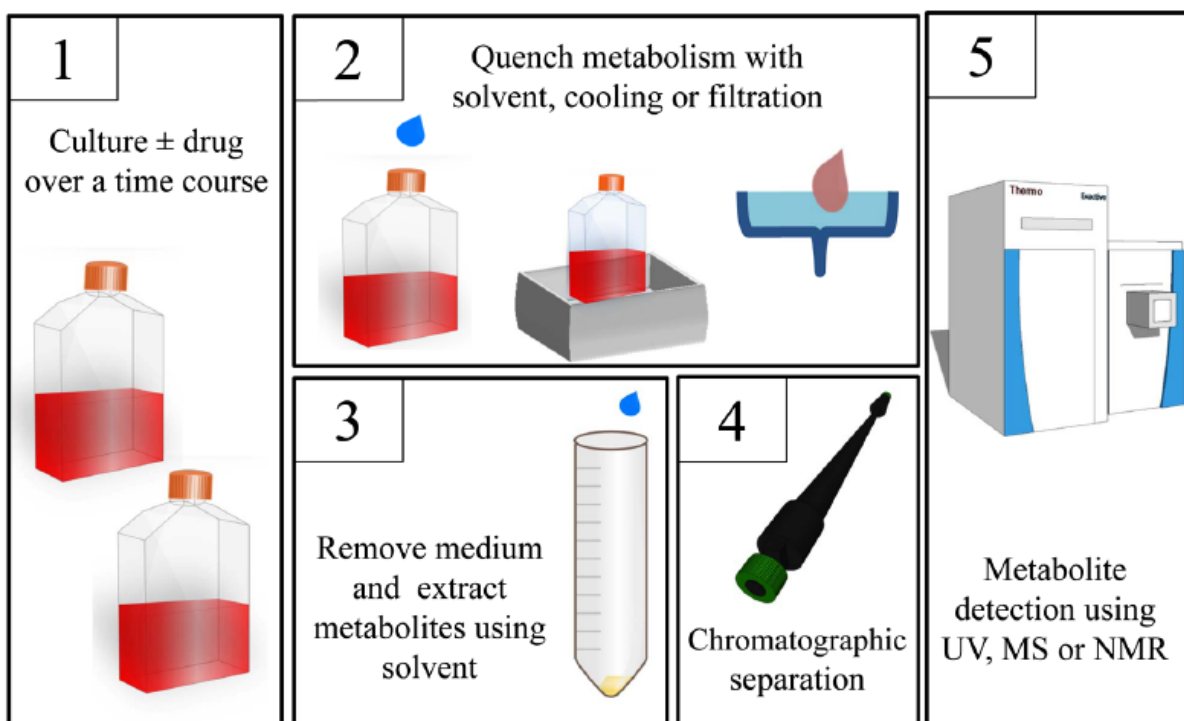 1
Culture ± drug
over a time course
2
Quench metabolism with
solvent, cooling or filtration
3
Remove medium
and extract
metabolites using
solvent
4
Chromatographic
separation
5
Thermo
Exactive
Metabolite
detection using
UV, MS or NMR